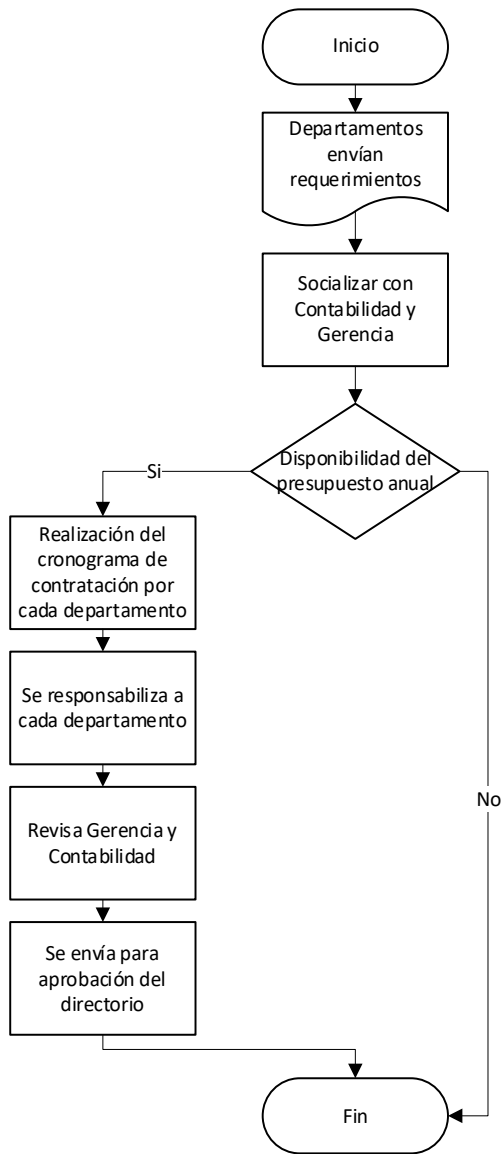 Inicio
Departamentos
envían
requerimientos
Socializar con
Contabilidad y
Gerencia
Disponibilidad del
presupuesto anual
Si
Realización del
cronograma de
contratación por
cada departamento
Se responsabiliza a
cada departamento
Revisa Gerencia y
Contabilidad
Se envía para
aprobación del
directorio
No
Fin